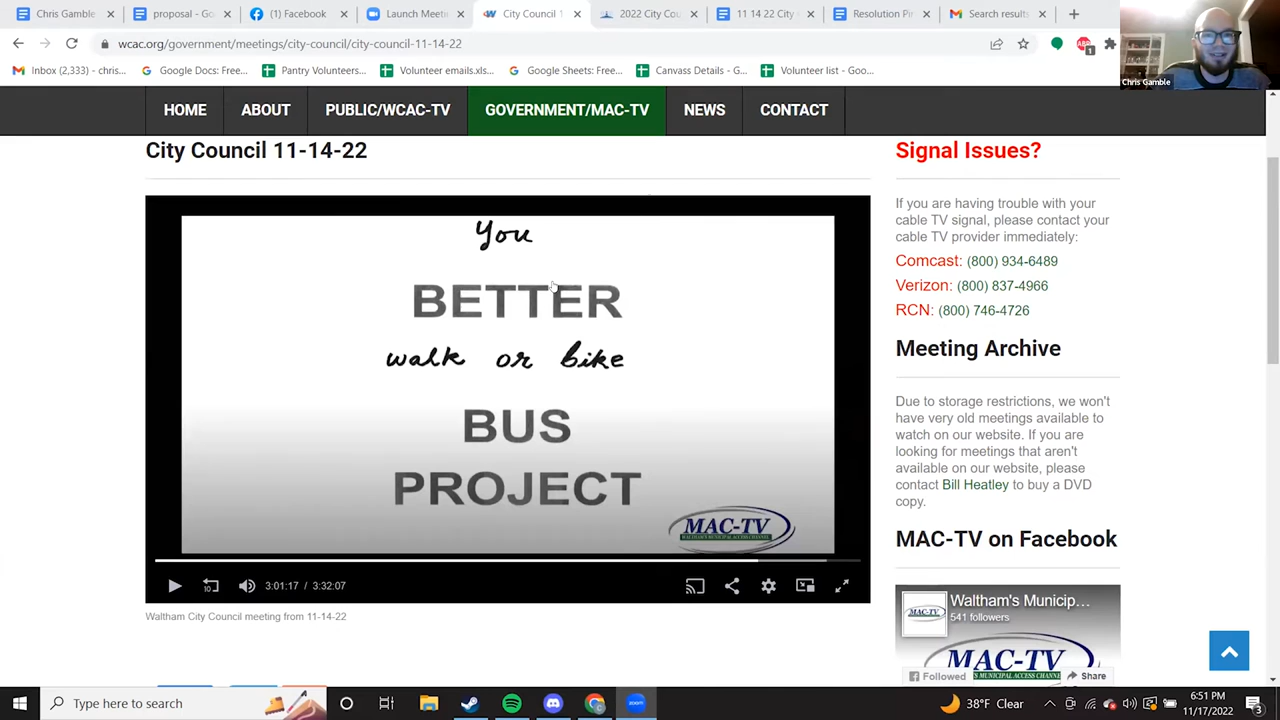 Chris Gamble
proposal - Go
(1) Facebook
Launch Meeti
City Council 1
2022 City Cou
11 14 22 City
Resolution Pi
Search results
wcac.org/government/meetings/city-council/city-council-11-14-22
Inbox (2,333) - chris...
Google Docs: Free...
Pantry Volunteers...
Volunteer emails.xls...
Google Sheets: Free...
Canvass Details - G...
Volunteer list - Goo...
Chris Gamble
HOME
ABOUT
PUBLIC/WCAC-TV
GOVERNMENT/MAC-TV
NEWS
CONTACT
City Council 11-14-22
You
BETTER
walk or bike
BUS
PROJECT
MAC-TV
3:01:17 / 3:32:07
Waltham City Council meeting from 11-14-22
Signal Issues?
If you are having trouble with your
cable TV signal, please contact your
cable TV provider immediately:
Comcast: (800) 934-6489
Verizon: (800) 837-4966
RCN: (800) 746-4726
Meeting Archive
Due to storage restrictions, we won't
have very old meetings available to
watch on our website. If you are
looking for meetings that aren't
available on our website, please
contact Bill Heatley to buy a DVD
copy.
MAC-TV on Facebook
Waltham's Municip...
541 followers
MAC-TV
MUNICIPAL ACCESS CHANNEL
Followed
Share
Type here to search
38°F Clear
6:51 PM
11/17/2022